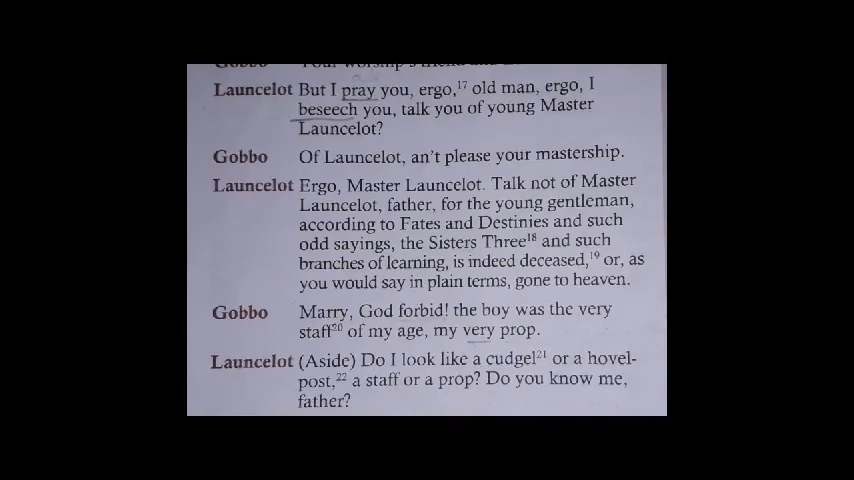 Gobbo Your worship's friend and
Launcelot But I pray you, ergo,17 old man, ergo, I
beseech you, talk you of young Master
Launcelot?
Gobbo Of Launcelot, an't please your mastership.
Launcelot Ergo, Master Launcelot. Talk not of Master
Launcelot, father, for the young gentleman,
according to Fates and Destinies and such
odd sayings, the Sisters Three18 and such
branches of learning, is indeed deceased,19 or, as
you would say in plain terms, gone to heaven.
Gobbo Marry, God forbid! the boy was the very
staff20 of my age, my very prop.
Launcelot (Aside) Do I look like a cudgel21 or a hovel-
post,22 a staff or a prop? Do you know me,
father?